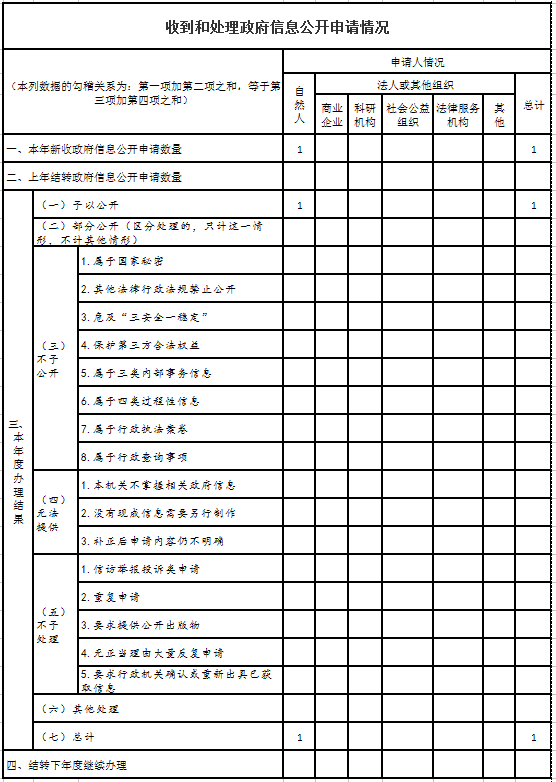 收到和处理政府信息公开申请情况
（本列数据的勾稽关系为：第一项加第二项之和，等于第
三项加第四项之和）
申请人情况
自
然
人
法人或其他组织
总计
商业
企业
科研
机构
社会公益
组织
法律服务
机构
其
他
一、本年新收政府信息公开申请数量 1 1
二、上年结转政府信息公开申请数量
三、本年度办理结果
（一）予以公开 1 1
（二）部分公开（区分处理的，只计这一情
形，不计其他情形）
（三）
不予
公开
1.属于国家秘密
2.其他法律行政法规禁止公开
3.危及“三安全一稳定”
4.保护第三方合法权益
5.属于三类内部事务信息
6.属于四类过程性信息
7.属于行政执法案卷
8.属于行政查询事项
（四）
无法
提供
1.本机关不掌握相关政府信息
2.没有现成信息需要另行制作
3.补正后申请内容仍不明确
（五）
不予
处理
1.信访举报投诉类申请
2.重复申请
3.要求提供公开出版物
4.无正当理由大量反复申请
5.要求行政机关确认或重新出具已获
取信息
（六）其他处理
（七）总计 1 1
四、结转下年度继续办理